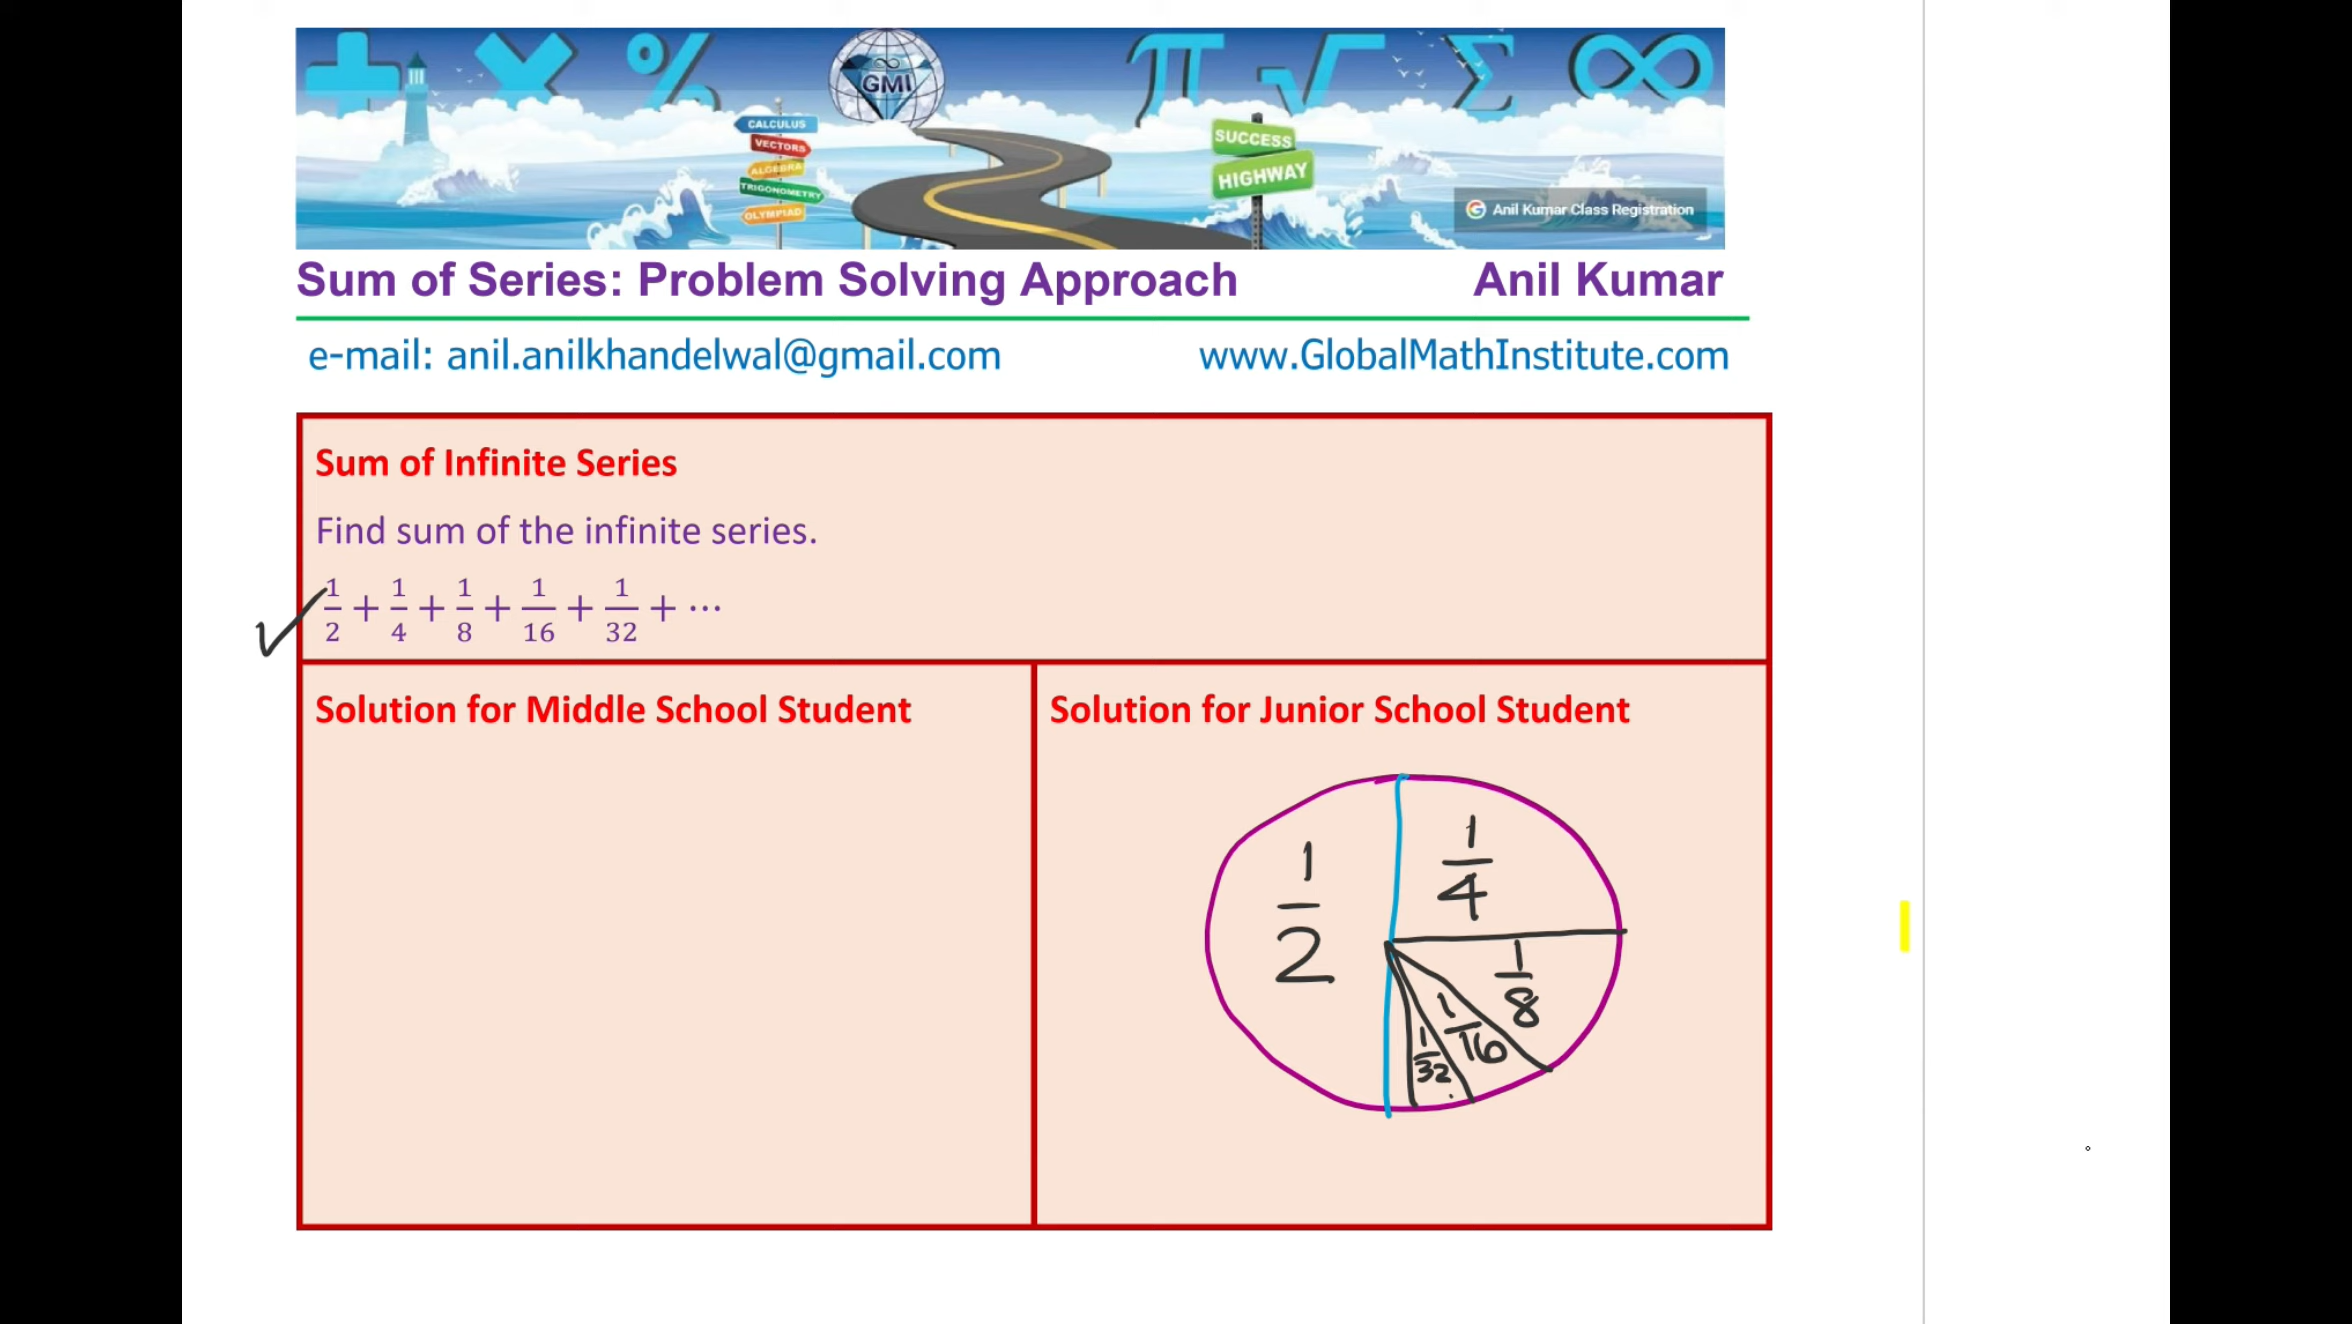 + × % GMI π √ Σ ∞
CALCULUS
VECTORS
ALGEBRA
TRIGONOMETRY
OLYMPIAD
SUCCESS
HIGHWAY
G Anil Kumar Class Registration
Sum of Series: Problem Solving Approach Anil Kumar
e-mail: anil.anilkhandelwal@gmail.com www.GlobalMathInstitute.com
Sum of Infinite Series
Find sum of the infinite series.
1/2 + 1/4 + 1/8 + 1/16 + 1/32 + ⋯
Solution for Middle School Student
Solution for Junior School Student
1/2
1/4
1/8
1/16
1/32